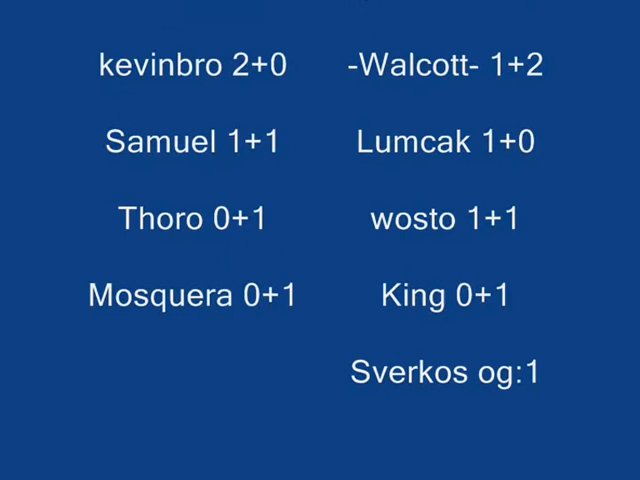 kevinbro 2+0
Samuel 1+1
Thoro 0+1
Mosquera 0+1
-Walcott- 1+2
Lumcak 1+0
wosto 1+1
King 0+1
Sverkos og:1